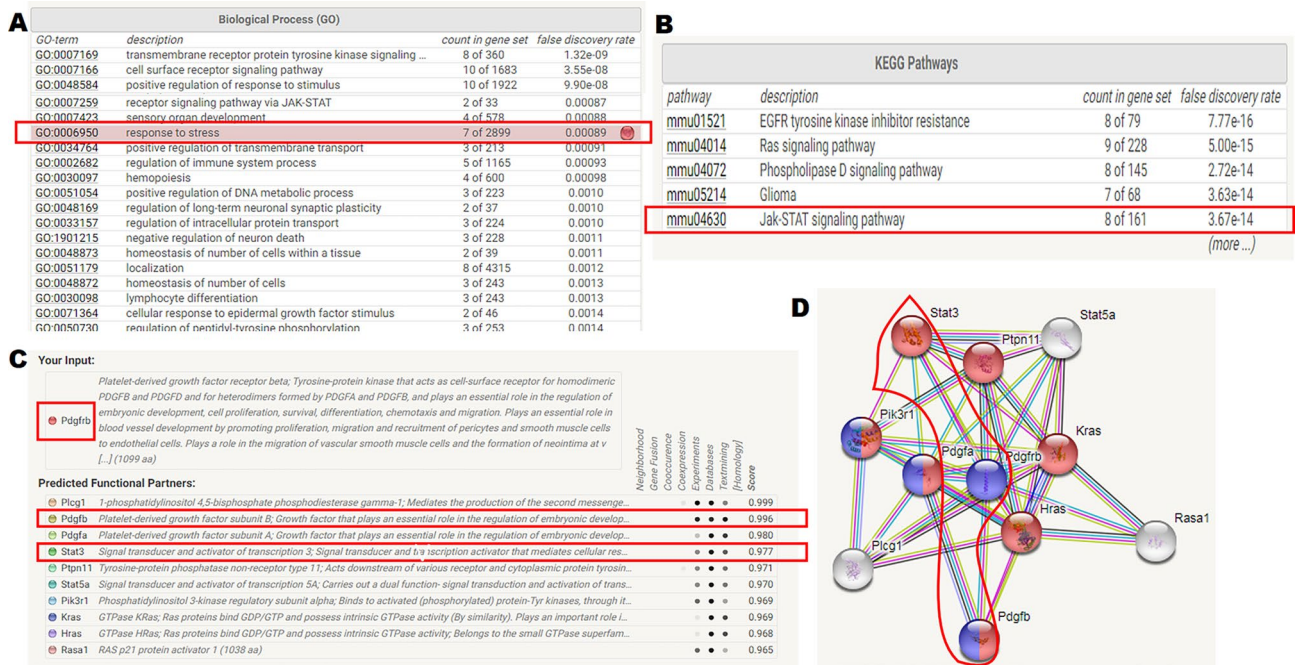 A
Biological Process (GO)
GO-term description count in gene set false discovery rate
GO:0007169 transmembrane receptor protein tyrosine kinase signaling ... 8 of 360 1.32e-09
GO:0007166 cell surface receptor signaling pathway 10 of 1683 3.55e-08
GO:0048584 positive regulation of response to stimulus 10 of 1922 9.90e-08
GO:0007259 receptor signaling pathway via JAK-STAT 2 of 33 0.00087
GO:0007423 sensory organ development 4 of 578 0.00088
GO:0006950 response to stress 7 of 2899 0.00089
GO:0034764 positive regulation of transmembrane transport 3 of 213 0.00091
GO:0002682 regulation of immune system process 5 of 1165 0.00093
GO:0030097 hemopoiesis 4 of 600 0.00098
GO:0051054 positive regulation of DNA metabolic process 3 of 223 0.0010
GO:0048169 regulation of long-term neuronal synaptic plasticity 2 of 37 0.0010
GO:0033157 regulation of intracellular protein transport 3 of 224 0.0010
GO:1901215 negative regulation of neuron death 3 of 228 0.0011
GO:0048873 homeostasis of number of cells within a tissue 2 of 39 0.0011
GO:0051179 localization 8 of 4315 0.0012
GO:0048872 homeostasis of number of cells 3 of 243 0.0013
GO:0030098 lymphocyte differentiation 3 of 243 0.0013
GO:0071364 cellular response to epidermal growth factor stimulus 2 of 46 0.0014
GO:0050730 regulation of peptidyl-tyrosine phosphorylation 3 of 253 0.0014
B
KEGG Pathways
pathway description count in gene set false discovery rate
mmu01521 EGFR tyrosine kinase inhibitor resistance 8 of 79 7.77e-16
mmu04014 Ras signaling pathway 9 of 228 5.00e-15
mmu04072 Phospholipase D signaling pathway 8 of 145 2.72e-14
mmu05214 Glioma 7 of 68 3.63e-14
mmu04630 Jak-STAT signaling pathway 8 of 161 3.67e-14
(more ...)
C
Your Input:
Platelet-derived growth factor receptor beta; Tyrosine-protein kinase that acts as cell-surface receptor for homodimeric
PDGFB and PDGFD and for heterodimers formed by PDGFA and PDGFB, and plays an essential role in the regulation of
embryonic development, cell proliferation, survival, differentiation, chemotaxis and migration. Plays an essential role in
Pdgfrb blood vessel development by promoting proliferation, migration and recruitment of pericytes and smooth muscle cells
to endothelial cells. Plays a role in the migration of vascular smooth muscle cells and the formation of neointima at v
[...] (1099 aa)
Neighborhood
Gene Fusion
Cooccurence
Coexpression
Experiments
Databases
Textmining
[Homology]
Score
Predicted Functional Partners:
Plcg1 1-phosphatidylinositol 4,5-bisphosphate phosphodiesterase gamma-1; Mediates the production of the second messenge... 0.999
Pdgfb Platelet-derived growth factor subunit B; Growth factor that plays an essential role in the regulation of embryonic develop... 0.996
Pdgfa Platelet-derived growth factor subunit A; Growth factor that plays an essential role in the regulation of embryonic develop... 0.980
Stat3 Signal transducer and activator of transcription 3; Signal transducer and transcription activator that mediates cellular res... 0.977
Ptpn11 Tyrosine-protein phosphatase non-receptor type 11; Acts downstream of various receptor and cytoplasmic protein tyrosin... 0.971
Stat5a Signal transducer and activator of transcription 5A; Carries out a dual function- signal transduction and activation of trans... 0.970
Pik3r1 Phosphatidylinositol 3-kinase regulatory subunit alpha; Binds to activated (phosphorylated) protein-Tyr kinases, through it... 0.969
Kras GTPase KRas; Ras proteins bind GDP/GTP and possess intrinsic GTPase activity (By similarity). Plays an important role i... 0.969
Hras GTPase HRas; Ras proteins bind GDP/GTP and possess intrinsic GTPase activity; Belongs to the small GTPase superfam... 0.968
Rasa1 RAS p21 protein activator 1 (1038 aa) 0.965
D
Stat3
Stat5a
Ptpn11
Pik3r1
Kras
Pdgfa
Pdgfrb
Hras
Rasa1
Plcg1
Pdgfb